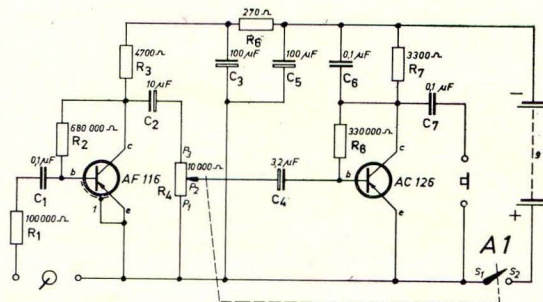 270 Ω
R6
4700 Ω
R3
100 µF
C3
100 µF
C5
0,1 µF
C6
3300 Ω
R7
10 µF
C2
0,1 µF
C7
680 000 Ω
R2
0,1 µF
C1
b
c
e
1
AF 116
P3
10 000 Ω
P2
R4
P1
3,2 µF
C4
330 000 Ω
R6
b
c
e
AC 126
100 000 Ω
R1
−
9
+
A1
S1
S2